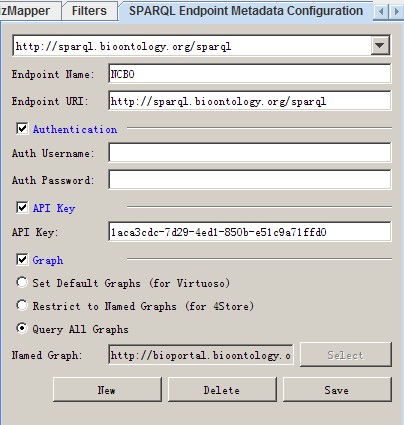 izMapper Filters SPARQL Endpoint Metadata Configuration
http://sparql.bioontology.org/sparql
Endpoint Name: NCBO
Endpoint URI: http://sparql.bioontology.org/sparql
Authentication
Auth Username:
Auth Password:
API Key
API Key: 1aca3cdc-7d29-4ed1-850b-e51c9a71ffd0
Graph
Set Default Graphs (for Virtuoso)
Restrict to Named Graphs (for 4Store)
Query All Graphs
Named Graph: http://bioportal.bioontology.o Select
New Delete Save